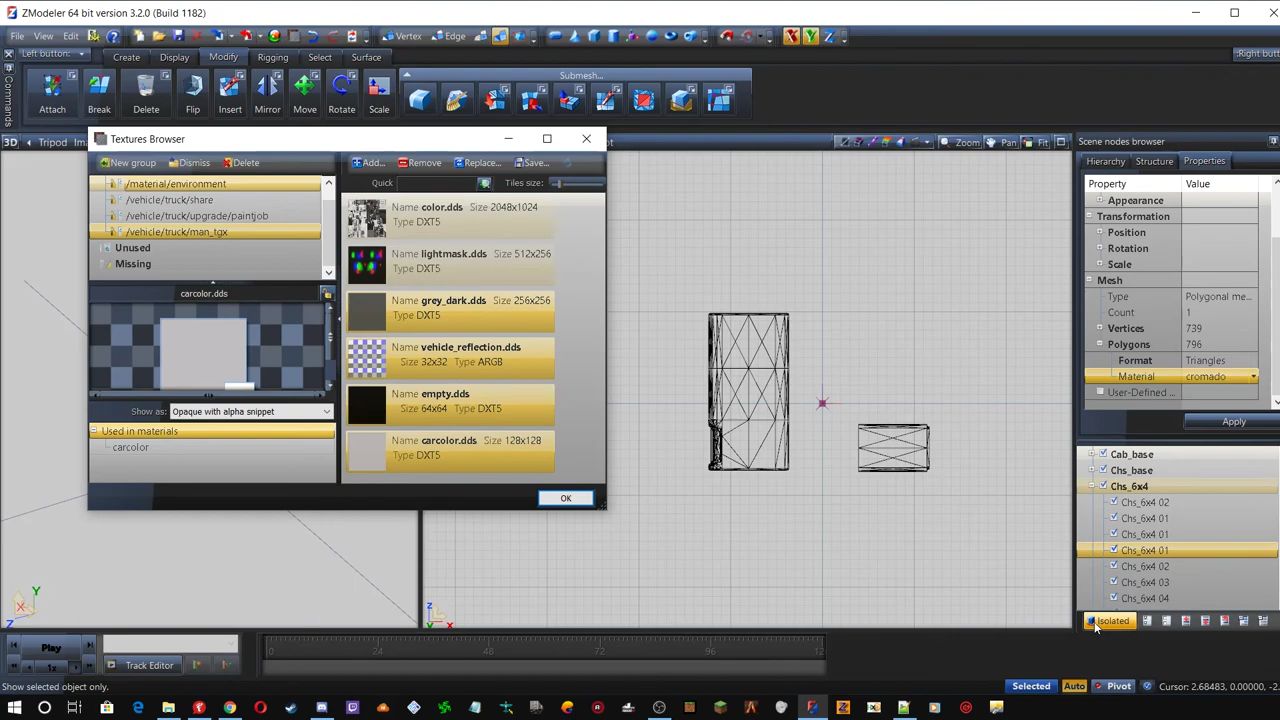 ZModeler 64 bit version 3.2.0 (Build 1182)
File View Edit Vertex Edge X Y Z
Left button: Create Display Modify Rigging Select Surface :Right button
Commands
Submesh...
Attach Break Delete Flip Insert Mirror Move Rotate Scale
3D Tripod Zoom Pan Fit
Textures Browser
New group Dismiss Delete Add... Remove Replace... Save...
Quick Tiles size:
/material/environment
/vehicle/truck/share
/vehicle/truck/upgrade/paintjob
/vehicle/truck/man_tgx
Unused
Missing
carcolor.dds
Show as: Opaque with alpha snippet
Used in materials
carcolor
Name color.dds Size 2048x1024
Type DXT5
Name lightmask.dds Size 512x256
Type DXT5
Name grey_dark.dds Size 256x256
Type DXT5
Name vehicle_reflection.dds
Size 32x32 Type ARGB
Name empty.dds
Size 64x64 Type DXT5
Name carcolor.dds Size 128x128
Type DXT5
OK
Scene nodes browser
Hierarchy Structure Properties
Property Value
Appearance
Transformation
Position
Rotation
Scale
Mesh
Type Polygonal me...
Count 1
Vertices 739
Polygons 796
Format Triangles
Material cromado
User-Defined ...
Apply
Cab_base
Chs_base
Chs_6x4
Chs_6x4 02
Chs_6x4 01
Chs_6x4 01
Chs_6x4 01
Chs_6x4 02
Chs_6x4 03
Chs_6x4 04
Isolated
X Y Z
Z X
Play
1x
Track Editor
0 24 48 72 96 12
Show selected object only.
Selected Auto Pivot Cursor: 2.68483, 0.00000, -2.